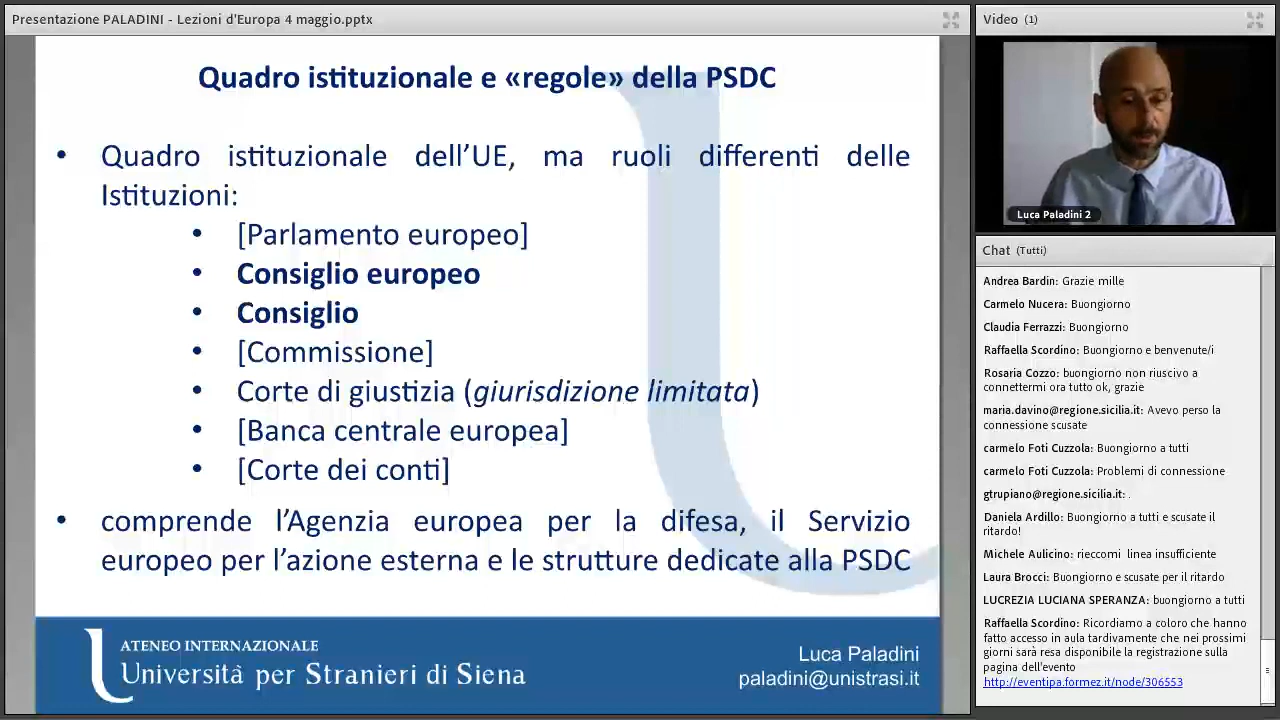 Presentazione PALADINI - Lezioni d'Europa 4 maggio.pptx
Quadro istituzionale e «regole» della PSDC
• Quadro istituzionale dell'UE, ma ruoli differenti delle
Istituzioni:
• [Parlamento europeo]
• Consiglio europeo
• Consiglio
• [Commissione]
• Corte di giustizia (giurisdizione limitata)
• [Banca centrale europea]
• [Corte dei conti]
• comprende l'Agenzia europea per la difesa, il Servizio
europeo per l'azione esterna e le strutture dedicate alla PSDC
ATENEO INTERNAZIONALE
Università per Stranieri di Siena
Luca Paladini
paladini@unistrasi.it
Video (1)
Luca Paladini 2
Chat (Tutti)
Andrea Bardin: Grazie mille
Carmelo Nucera: Buongiorno
Claudia Ferrazzi: Buongiorno
Raffaella Scordino: Buongiorno e benvenute/i
Rosaria Cozzo: buongiorno non riuscivo a
connettermi ora tutto ok, grazie
maria.davino@regione.sicilia.it: Avevo perso la
connessione scusate
carmelo Foti Cuzzola: Buongiorno a tutti
carmelo Foti Cuzzola: Problemi di connessione
gtrupiano@regione.sicilia.it: .
Daniela Ardillo: Buongiorno a tutti e scusate il
ritardo!
Michele Aulicino: rieccomi linea insufficiente
Laura Brocci: Buongiorno e scusate per il ritardo
LUCREZIA LUCIANA SPERANZA: buongiorno a tutti
Raffaella Scordino: Ricordiamo a coloro che hanno
fatto accesso in aula tardivamente che nei prossimi
giorni sarà resa disponibile la registrazione sulla
pagina dell'evento
http://eventipa.formez.it/node/306553